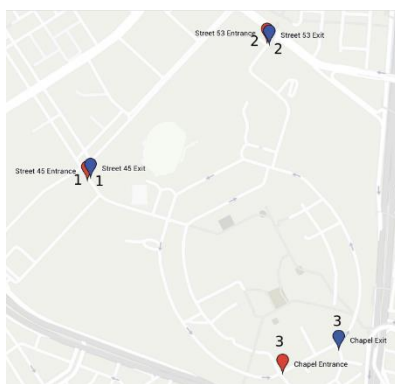 Street 53 Entrance
Street 53 Exit
2
2
Street 45 Entrance
Street 45 Exit
1
1
3
Chapel Exit
3
Chapel Entrance